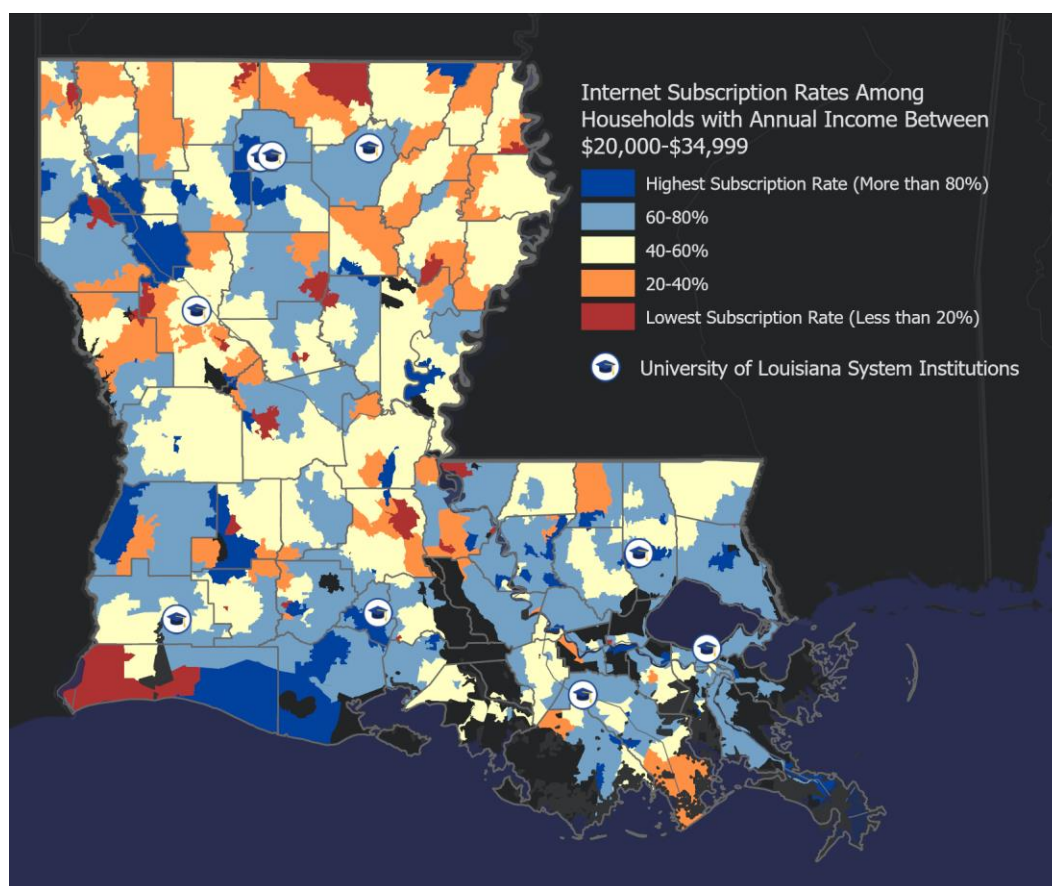 Internet Subscription Rates Among
Households with Annual Income Between
$20,000-$34,999
Highest Subscription Rate (More than 80%)
60-80%
40-60%
20-40%
Lowest Subscription Rate (Less than 20%)
University of Louisiana System Institutions